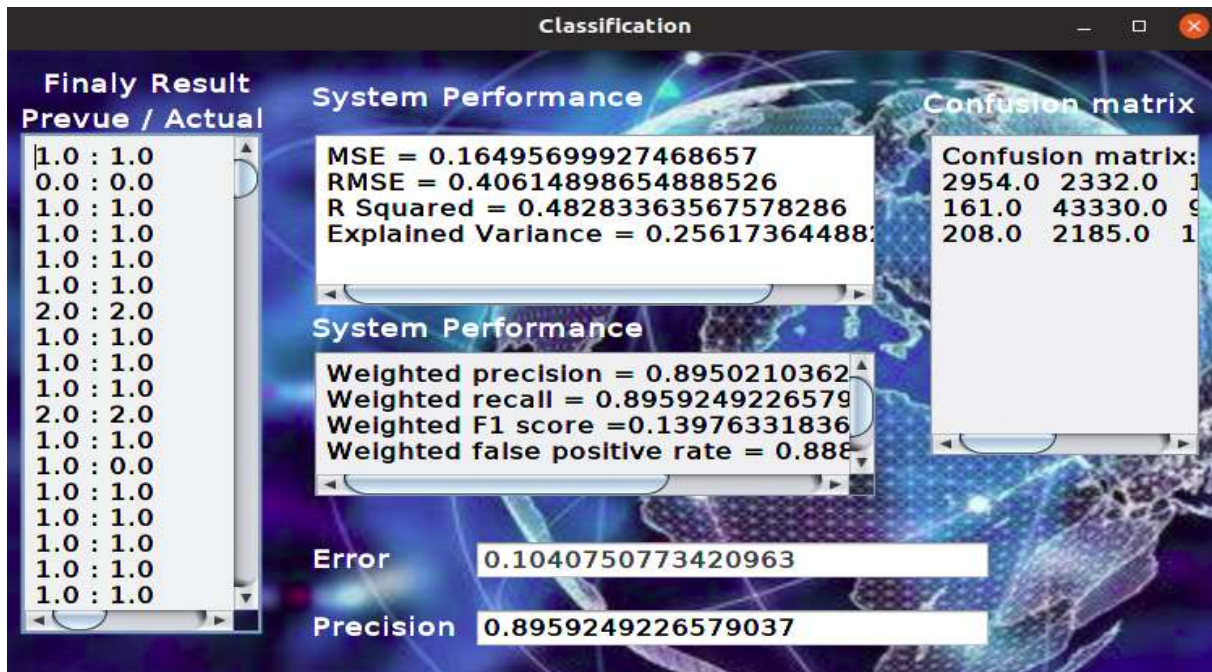 Classification
Finaly Result
Prevue / Actual
1.0 : 1.0
0.0 : 0.0
1.0 : 1.0
1.0 : 1.0
1.0 : 1.0
1.0 : 1.0
2.0 : 2.0
1.0 : 1.0
1.0 : 1.0
1.0 : 1.0
2.0 : 2.0
1.0 : 1.0
1.0 : 0.0
1.0 : 1.0
1.0 : 1.0
1.0 : 1.0
1.0 : 1.0
1.0 : 1.0
System Performance
MSE = 0.16495699927468657
RMSE = 0.40614898654888526
R Squared = 0.48283363567578286
Explained Variance = 0.25617364488
System Performance
Weighted precision = 0.8950210362
Weighted recall = 0.8959249226579
Weighted F1 score =0.13976331836
Weighted false positive rate = 0.888
Error 0.1040750773420963
Precision 0.8959249226579037
Confusion matrix
Confusion matrix:
2954.0 2332.0 1
161.0 43330.0 9
208.0 2185.0 1